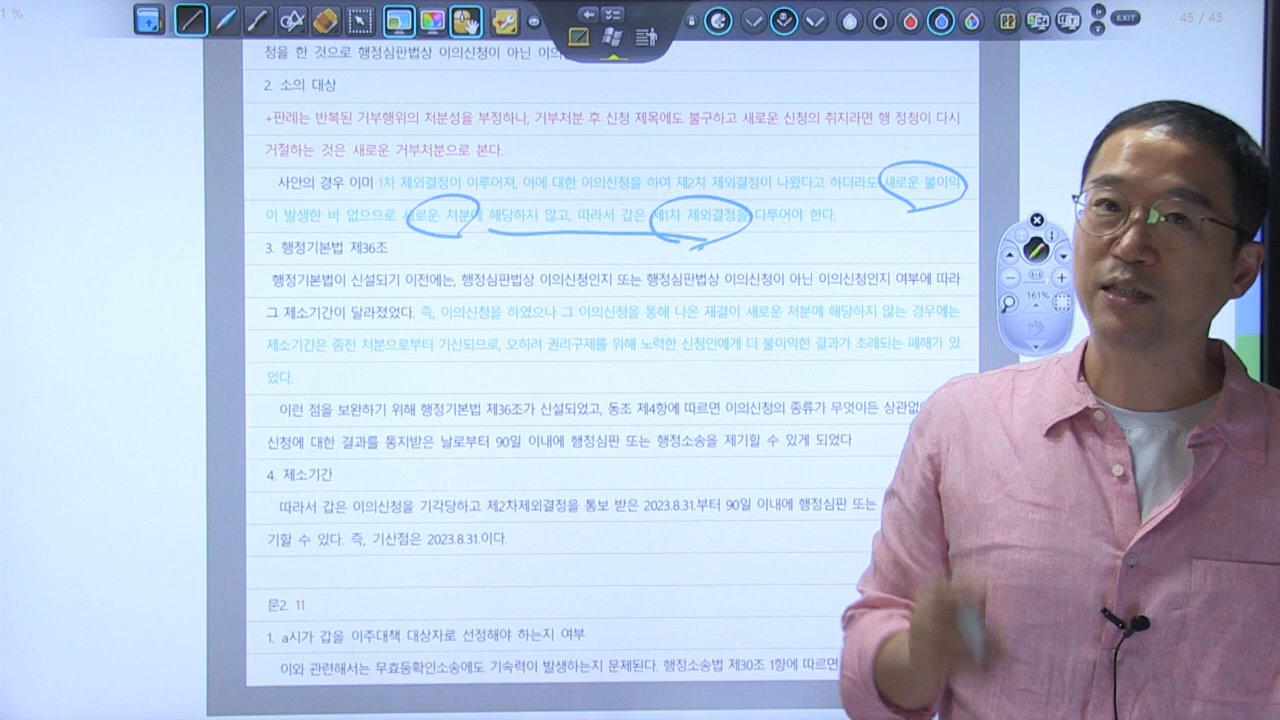 1 %
EXIT
45 / 45
청을 한 것으로 행정심판법상 이의신청이 아닌 이의
2. 소의 대상
+판례는 반복된 거부행위의 처분성을 부정하나, 거부처분 후 신청 제목에도 불구하고 새로운 신청의 취지라면 행 정청이 다시
거절하는 것은 새로운 거부처분으로 본다.
사안의 경우 이미 1차 제외결정이 이루어져, 이에 대한 이의신청을 하여 제2차 제외결정이 나왔다고 하더라도 새로운 불이익
이 발생한 바 없으므로 새로운 처분에 해당하지 않고, 따라서 갑은 제1차 제외결정을 다투어야 한다.
3. 행정기본법 제36조
행정기본법이 신설되기 이전에는, 행정심판법상 이의신청인지 또는 행정심판법상 이의신청이 아닌 이의신청인지 여부에 따라
그 제소기간이 달라졌었다. 즉, 이의신청을 하였으나 그 이의신청을 통해 나온 재결이 새로운 처분에 해당하지 않는 경우에는
제소기간은 종전 처분으로부터 기산되므로, 오히려 권리구제를 위해 노력한 신청인에게 더 불이익한 결과가 초래되는 폐해가 있
었다.
이런 점을 보완하기 위해 행정기본법 제36조가 신설되었고, 동조 제4항에 따르면 이의신청의 종류가 무엇이든 상관없
신청에 대한 결과를 통지받은 날로부터 90일 이내에 행정심판 또는 행정소송을 제기할 수 있게 되었다
4. 제소기간
따라서 갑은 이의신청을 기각당하고 제2차제외결정을 통보 받은 2023.8.31.부터 90일 이내에 행정심판 또는
기할 수 있다. 즉, 기산점은 2023.8.31.이다.
문2. 11
1. a시가 갑을 이주대책 대상자로 선정해야 하는지 여부
이와 관련해서는 무효등확인소송에도 기속력이 발생하는지 문제된다. 행정소송법 제30조 1항에 따르면
161%